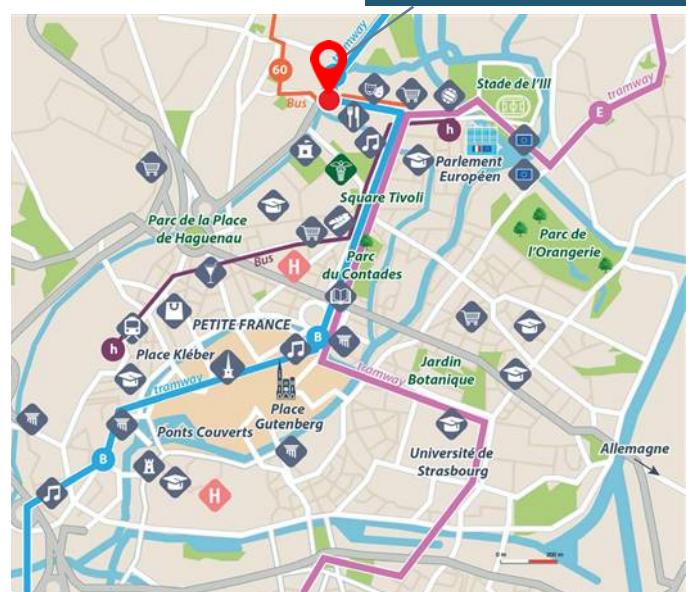 tramway
60
Bus
Stade de l'Ill
tramway
E
h
Parlement
Européen
Square Tivoli
Parc de la Place
de Haguenau
Parc de
l'Orangerie
Bus
H
Parc
du Contades
PETITE FRANCE
B
h
Place Kléber
tramway
tramway
Jardin
Botanique
Place
Gutenberg
Ponts Couverts
Université de
Strasbourg
Allemagne
B
H
0 m